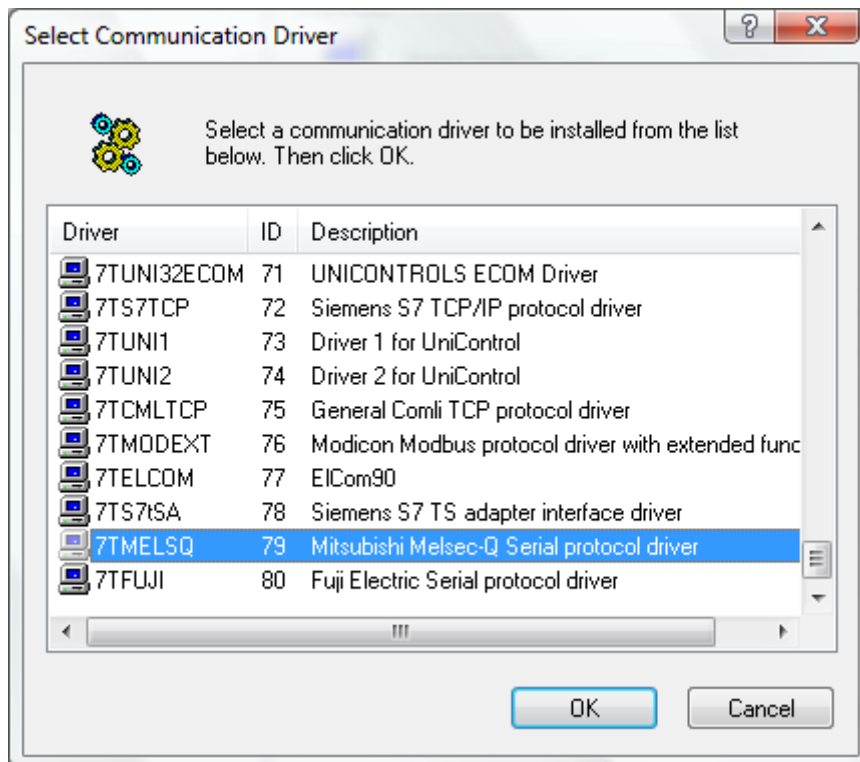 Select Communication Driver
Select a communication driver to be installed from the list
below. Then click OK.
Driver ID Description
7TUNI32ECOM 71 UNICONTROLS ECOM Driver
7TS7TCP 72 Siemens S7 TCP/IP protocol driver
7TUNI1 73 Driver 1 for UniControl
7TUNI2 74 Driver 2 for UniControl
7TCMLTCP 75 General Comli TCP protocol driver
7TMODEXT 76 Modicon Modbus protocol driver with extended func
7TELCOM 77 ElCom90
7TS7tSA 78 Siemens S7 TS adapter interface driver
7TMELSQ 79 Mitsubishi Melsec-Q Serial protocol driver
7TFUJI 80 Fuji Electric Serial protocol driver
OK Cancel